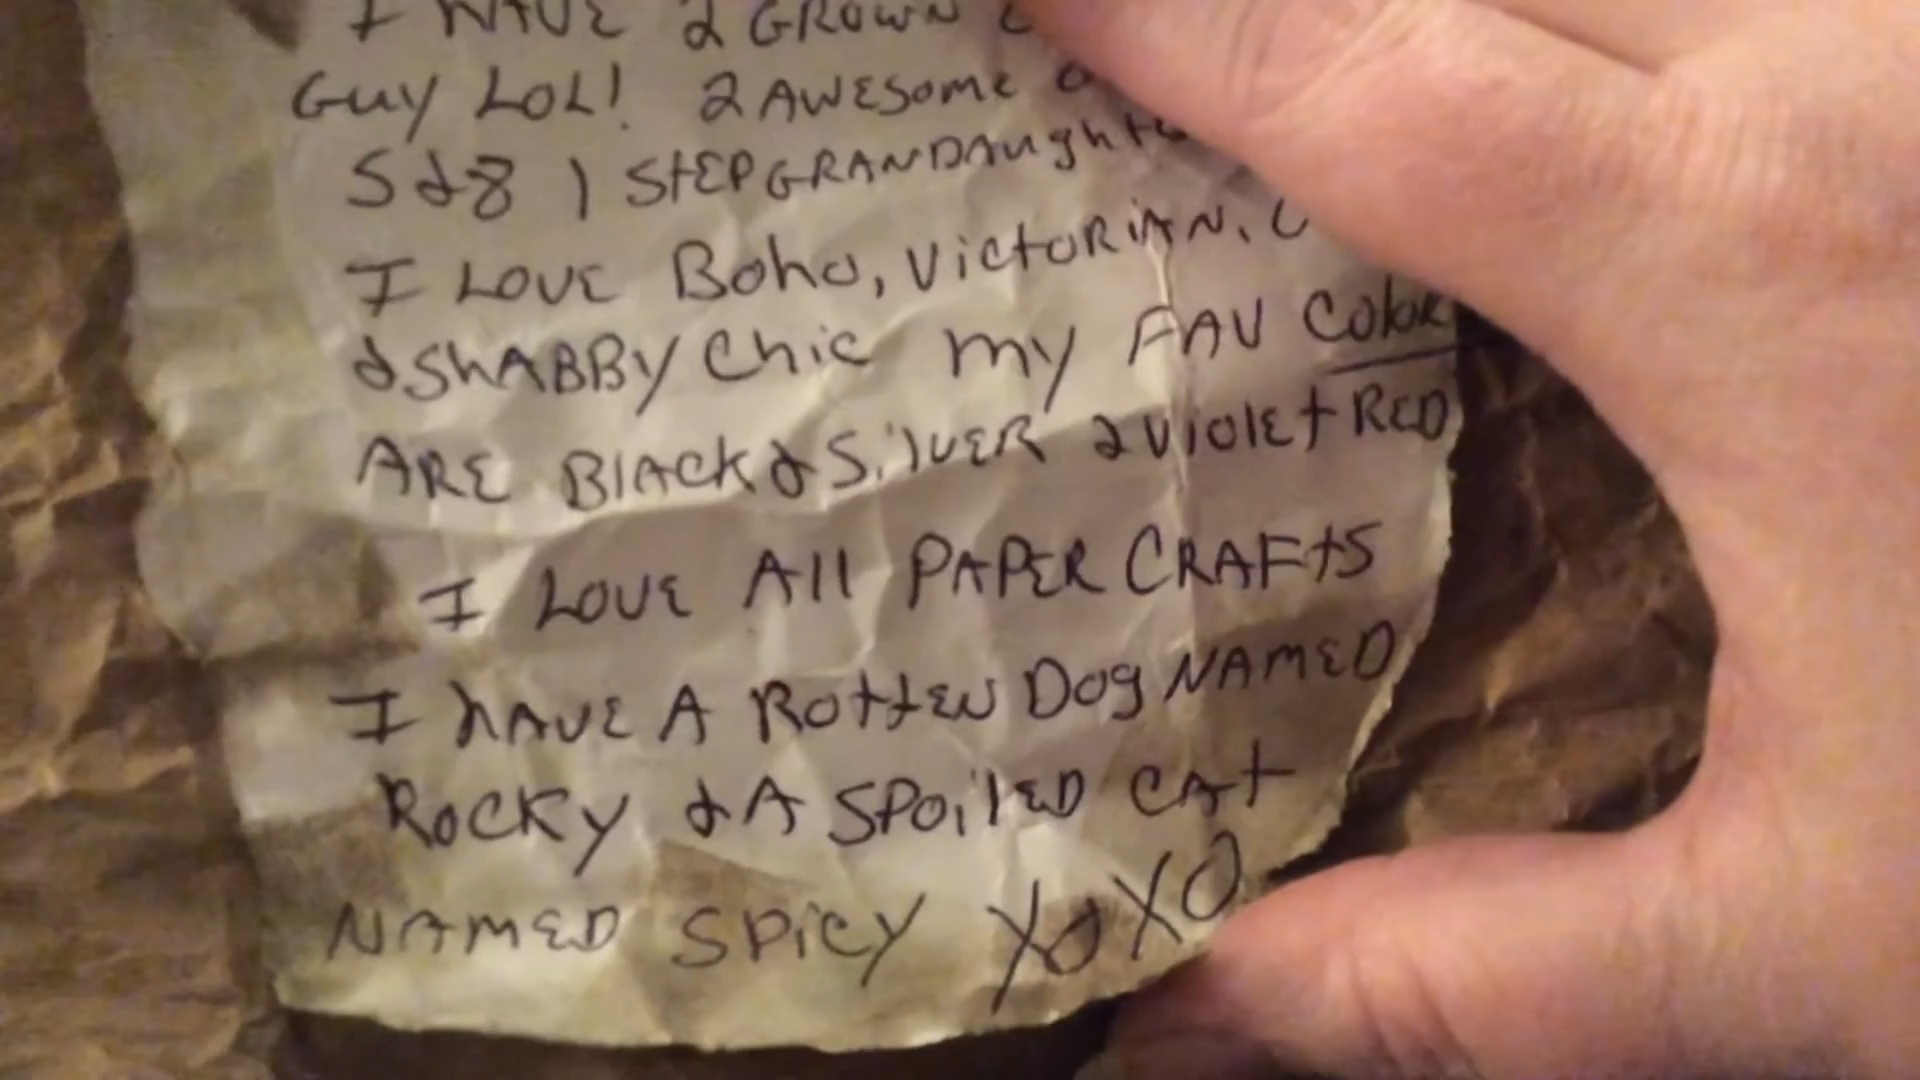 I HAVE 2 GROWN
GUY LOL! 2 AWESOME
5 & 8 1 STEPGRANDAUGHTE
I LOVE BOHO, VICTORIAN,
& SHABBY CHIC MY FAV COLOR
ARE BLACK & SILVER & VIOLET RED
I LOVE All PAPER CRAFTS
I HAVE A ROTTEN DOG NAMED
ROCKY & A SPOILED CAT
NAMED SPICY XOXO